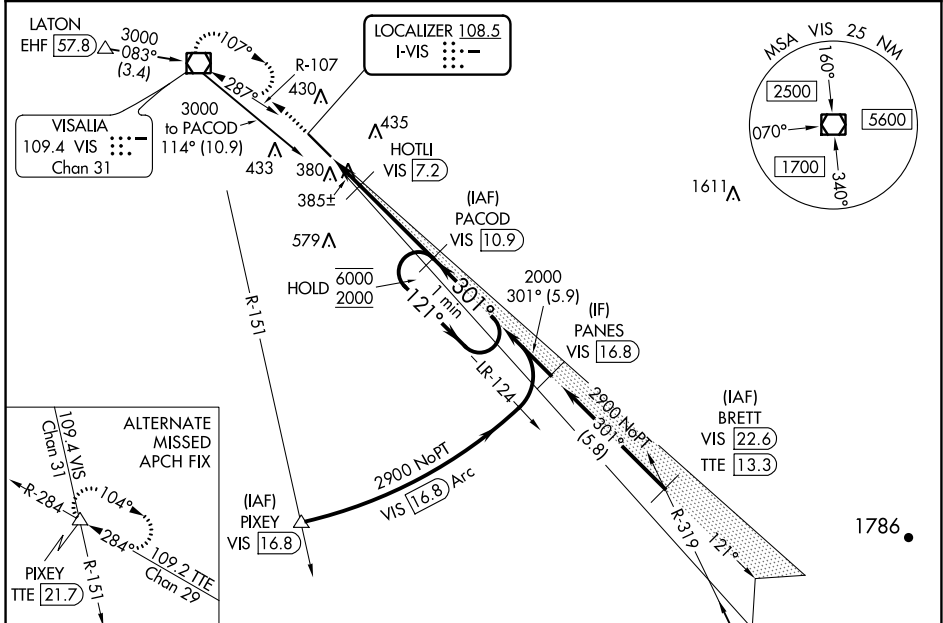 LATON
EHF 57.8
3000
083°
(3.4)
107°
R-107
287°
LOCALIZER 108.5
I-VIS
430
435
VISALIA
109.4 VIS
Chan 31
3000
to PACOD
114° (10.9)
433
380
385±
579
HOTLI
VIS 7.2
(IAF)
PACOD
VIS 10.9
MSA VIS 25 NM
160°
2500
5600
070°
1700
340°
1611
HOLD
6000
2000
1 min
301°
121°
2000
301° (5.9)
(IF)
PANES
VIS 16.8
LR-124
2900 NoPT
301°
(5.8)
(IAF)
BRETT
VIS 22.6
TTE 13.3
R-319
121°
1786
R-151
2900 NoPT
VIS 16.8 Arc
(IAF)
PIXEY
VIS 16.8
ALTERNATE
MISSED
APCH FIX
109.4 VIS
Chan 31
R-284
104°
284°
109.2 TTE
Chan 29
R-151
PIXEY
TTE 21.7